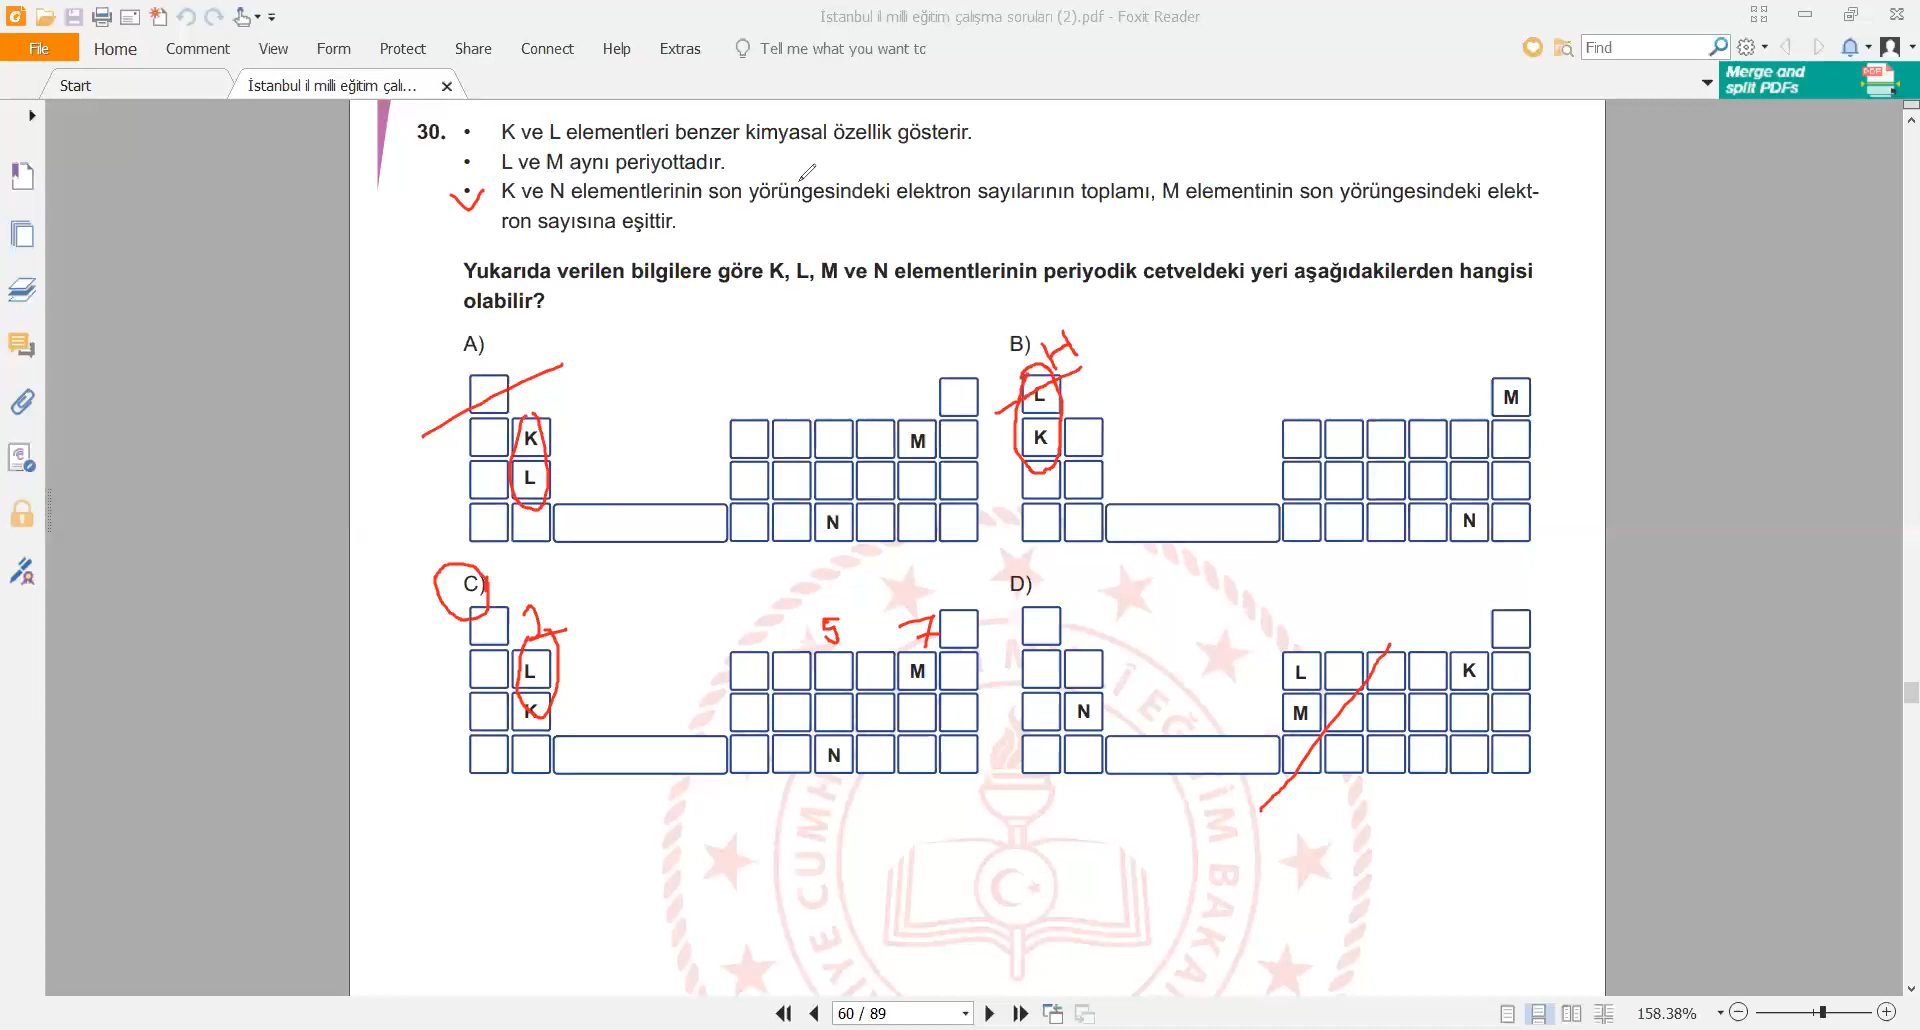 İstanbul il milli eğitim çalışma soruları (2).pdf - Foxit Reader
File Home Comment View Form Protect Share Connect Help Extras Tell me what you want to Find
Start İstanbul il milli eğitim çalı... Merge and split PDFs
30. • K ve L elementleri benzer kimyasal özellik gösterir.
• L ve M aynı periyottadır.
• K ve N elementlerinin son yörüngesindeki elektron sayılarının toplamı, M elementinin son yörüngesindeki elekt-
ron sayısına eşittir.
Yukarıda verilen bilgilere göre K, L, M ve N elementlerinin periyodik cetveldeki yeri aşağıdakilerden hangisi
olabilir?
A)
K M
L
N
B) H
L M
K
N
C)
2 5 7
L M
K
N
D)
L K
N M
60 / 89 158.38%